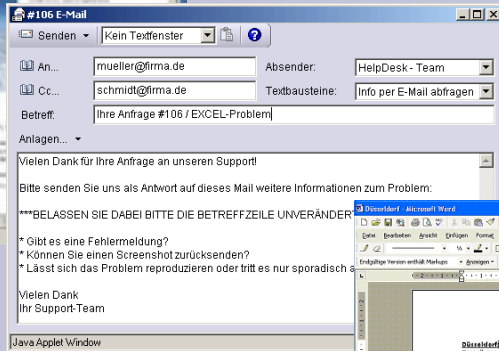 #106 E-Mail
Senden Kein Textfenster
An... mueller@firma.de Absender: HelpDesk - Team
Cc... schmidt@firma.de Textbausteine: Info per E-Mail abfragen
Betreff: Ihre Anfrage #106 / EXCEL-Problem
Anlagen...
Vielen Dank für Ihre Anfrage an unseren Support!
Bitte senden Sie uns als Antwort auf dieses Mail weitere Informationen zum Problem:
***BELASSEN SIE DABEI BITTE DIE BETREFFZEILE UNVERÄNDERT
* Gibt es eine Fehlermeldung?
* Können Sie einen Screenshot zurücksenden?
* Lässt sich das Problem reproduzieren oder tritt es nur sporadisch a
Vielen Dank
Ihr Support-Team
Java Applet Window
Düsseldorf - Microsoft Word
Datei Bearbeiten Ansicht Einfügen Format
Endgültige Version enthält Markups Anzeigen
Düsseldorf